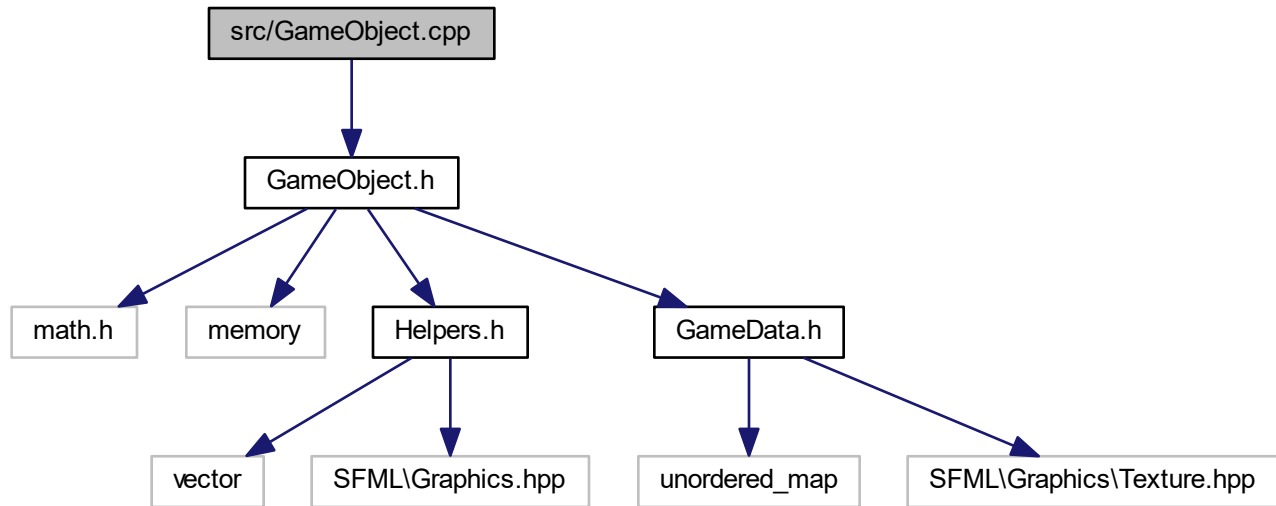 src/GameObject.cpp
GameObject.h
math.h
memory
Helpers.h
GameData.h
vector
SFML\Graphics.hpp
unordered_map
SFML\Graphics\Texture.hpp